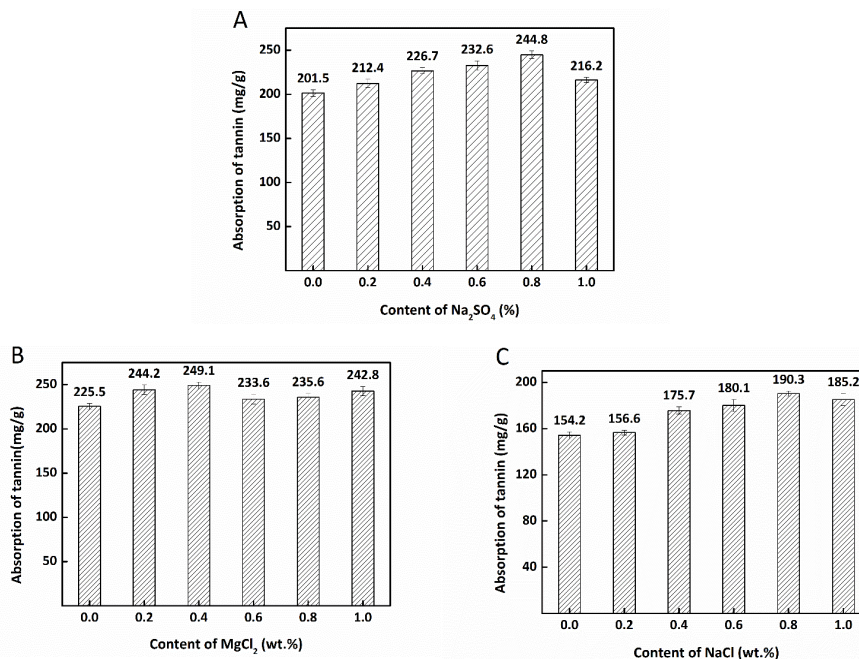 A
Absorption of tannin (mg/g)
250
200
150
100
50
201.5 212.4 226.7 232.6 244.8 216.2
0.0 0.2 0.4 0.6 0.8 1.0
Content of Na₂SO₄ (%)
B
Absorption of tannin(mg/g)
250
200
150
100
50
225.5 244.2 249.1 233.6 235.6 242.8
0.0 0.2 0.4 0.6 0.8 1.0
Content of MgCl₂ (wt.%)
C
Absorption of tannin (mg/g)
200
160
120
80
40
154.2 156.6 175.7 180.1 190.3 185.2
0.0 0.2 0.4 0.6 0.8 1.0
Content of NaCl (wt.%)